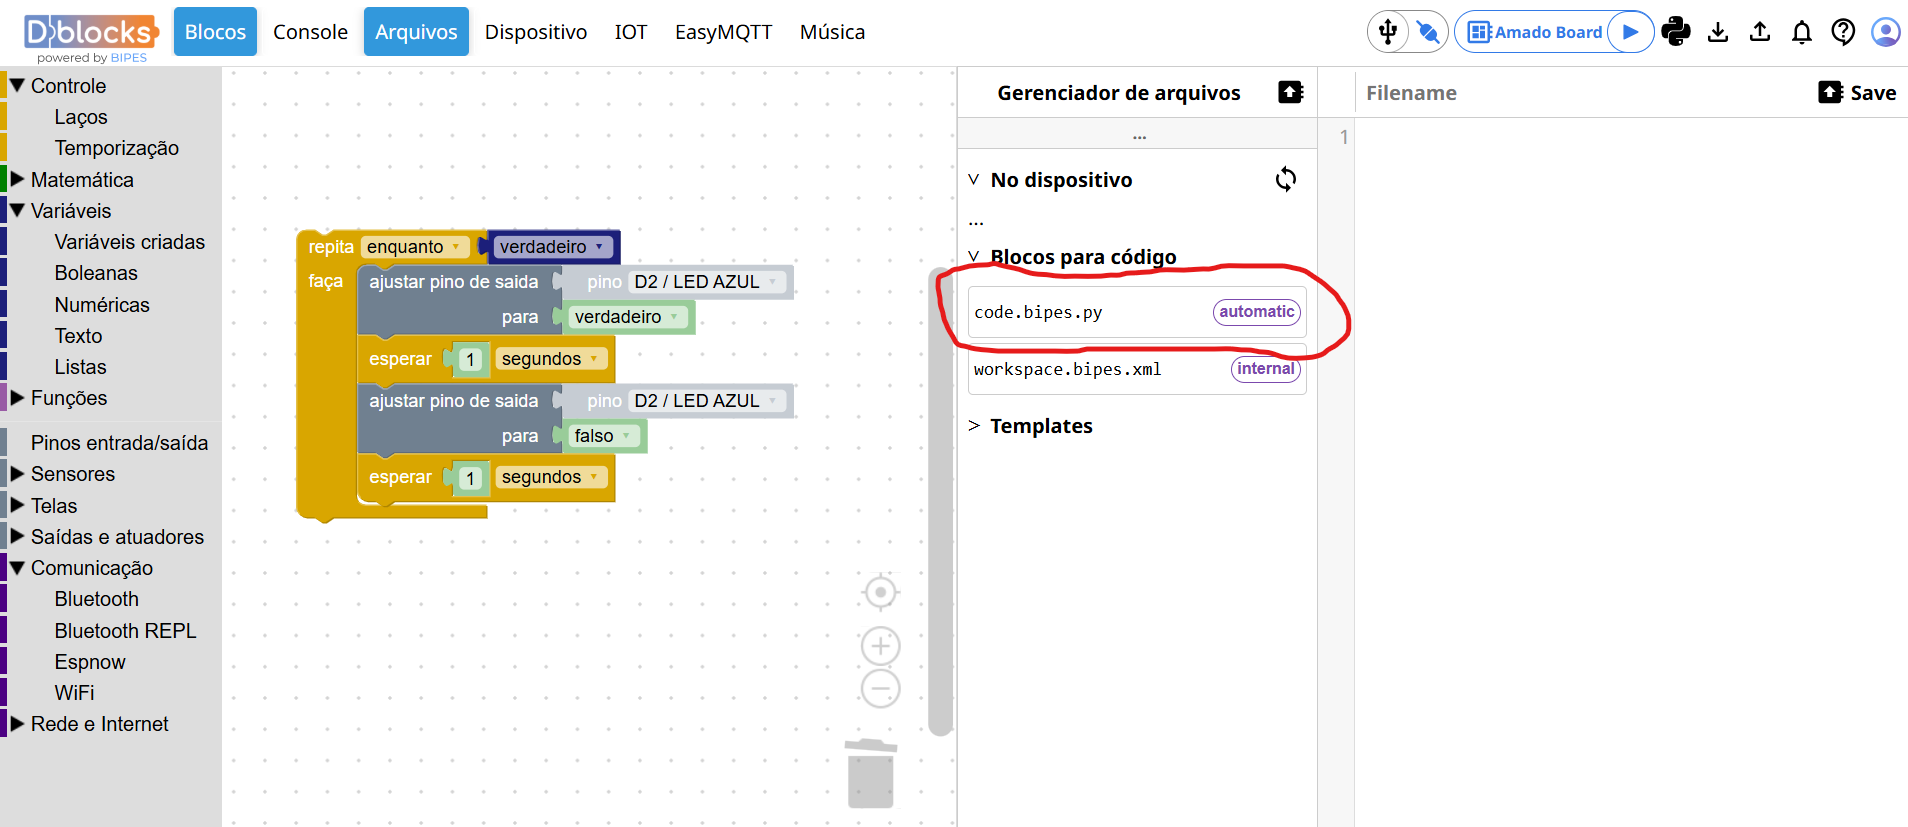 Dblocks
powered by BIPES
Blocos
Console
Arquivos
Dispositivo
IOT
EasyMQTT
Música
Amado Board
Controle
Laços
Temporização
Matemática
Variáveis
Variáveis criadas
Boleanas
Numéricas
Texto
Listas
Funções
Pinos entrada/saída
Sensores
Telas
Saídas e atuadores
Comunicação
Bluetooth
Bluetooth REPL
Espnow
WiFi
Rede e Internet
repita enquanto verdadeiro
faça ajustar pino de saida pino D2 / LED AZUL
para verdadeiro
esperar 1 segundos
ajustar pino de saida pino D2 / LED AZUL
para falso
esperar 1 segundos
Gerenciador de arquivos
...
No dispositivo
...
Blocos para código
code.bipes.py automatic
workspace.bipes.xml internal
> Templates
Filename
Save
1